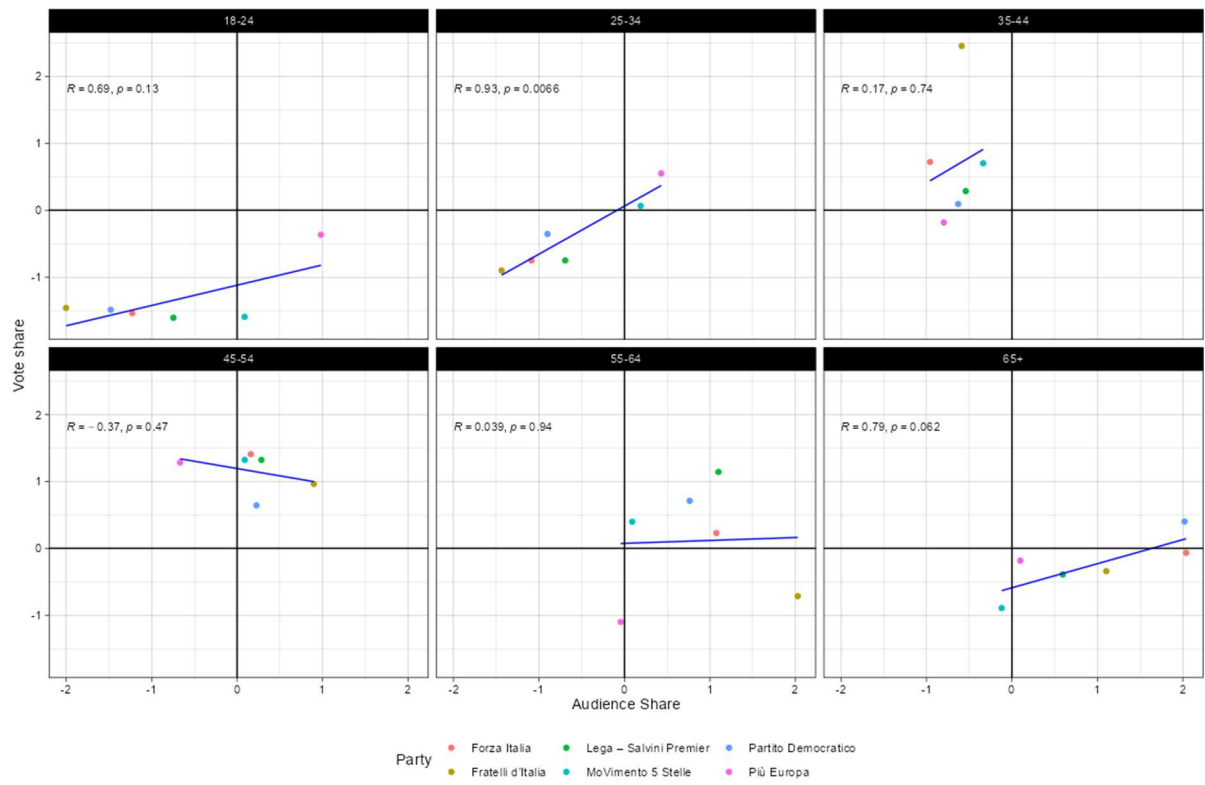 18-24 25-34 35-44
R = 0.69, p = 0.13 R = 0.93, p = 0.0066 R = 0.17, p = 0.74
2
1
0
-1
Vote share
45-54 55-64 65+
R = − 0.37, p = 0.47 R = 0.039, p = 0.94 R = 0.79, p = 0.062
2
1
0
-1
-2 -1 0 1 2 -2 -1 0 1 2 -2 -1 0 1 2
Audience Share
Party
Forza Italia Lega – Salvini Premier Partito Democratico
Fratelli d'Italia MoVimento 5 Stelle Più Europa